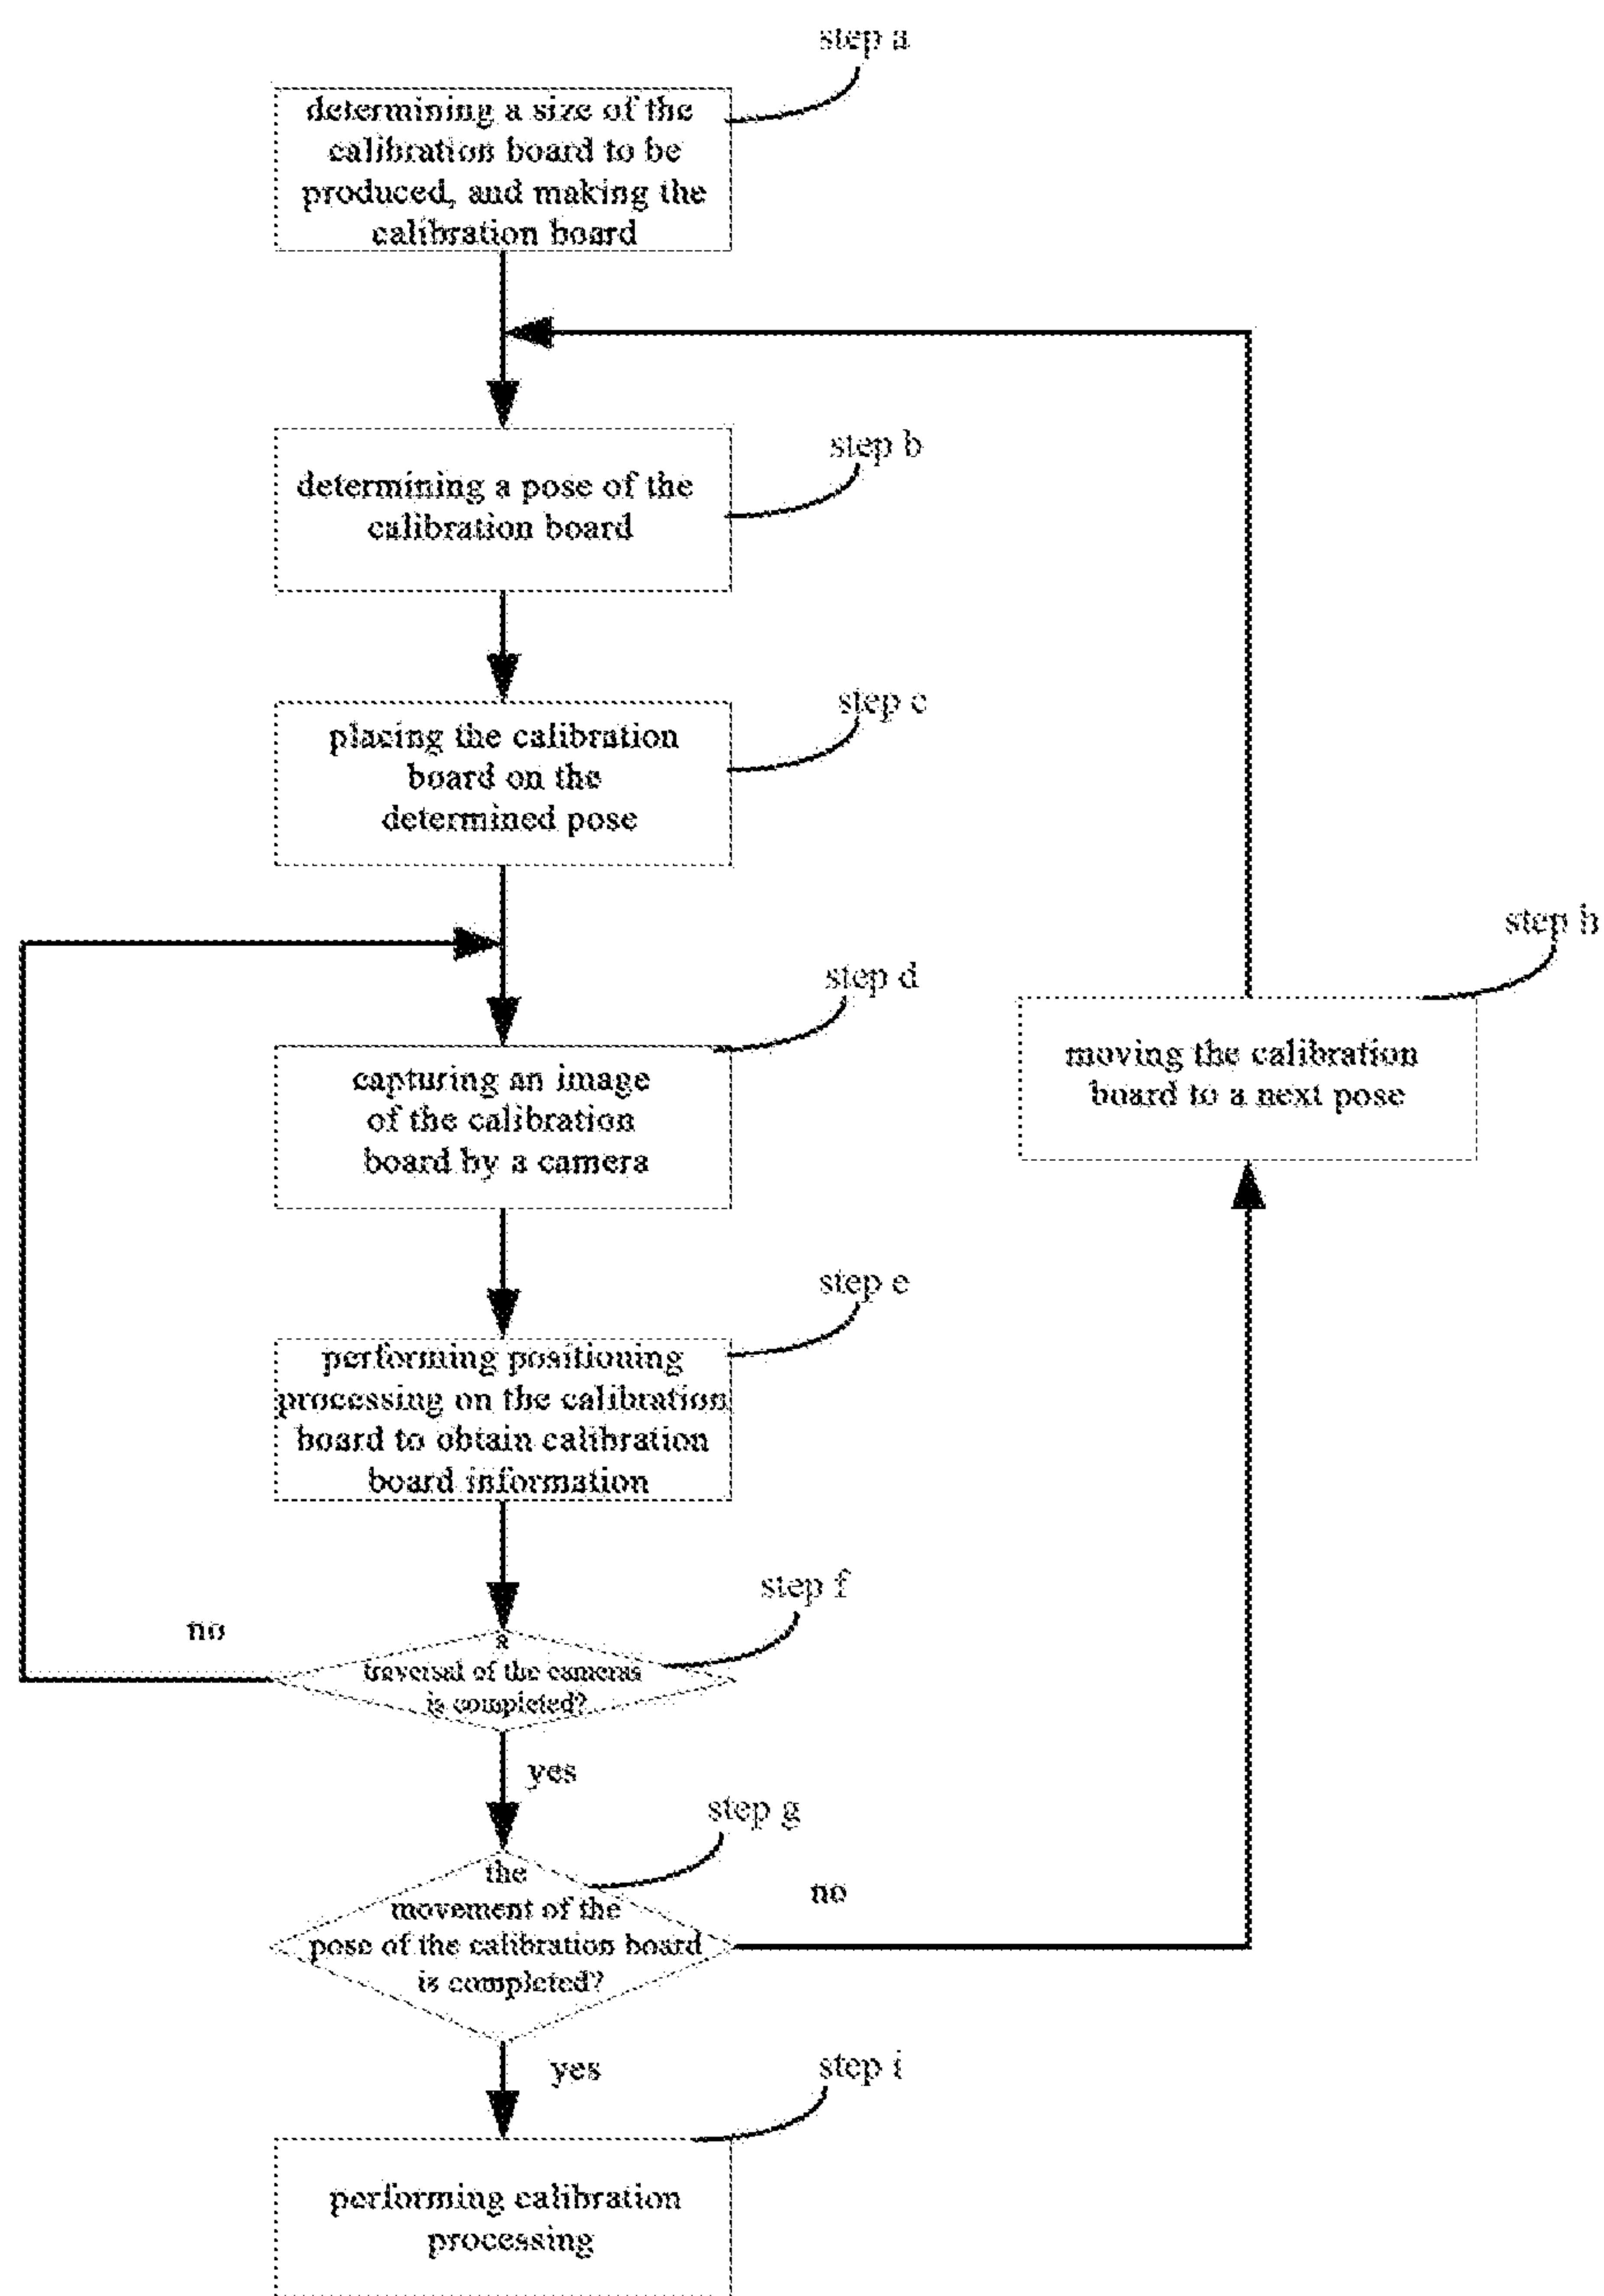 step a
determining a size of the
calibration board to be
produced, and making the
calibration board
step b
determining a pose of the
calibration board
step c
placing the calibration
board on the
determined pose
step d
capturing an image
of the calibration
board by a camera
step h
moving the calibration
board to a next pose
step e
performing positioning
processing on the calibration
board to obtain calibration
board information
step f
no
a
traversal of the cameras
is completed?
yes
step g
the
movement of the
pose of the calibration board
is completed?
no
yes
step i
performing calibration
processing